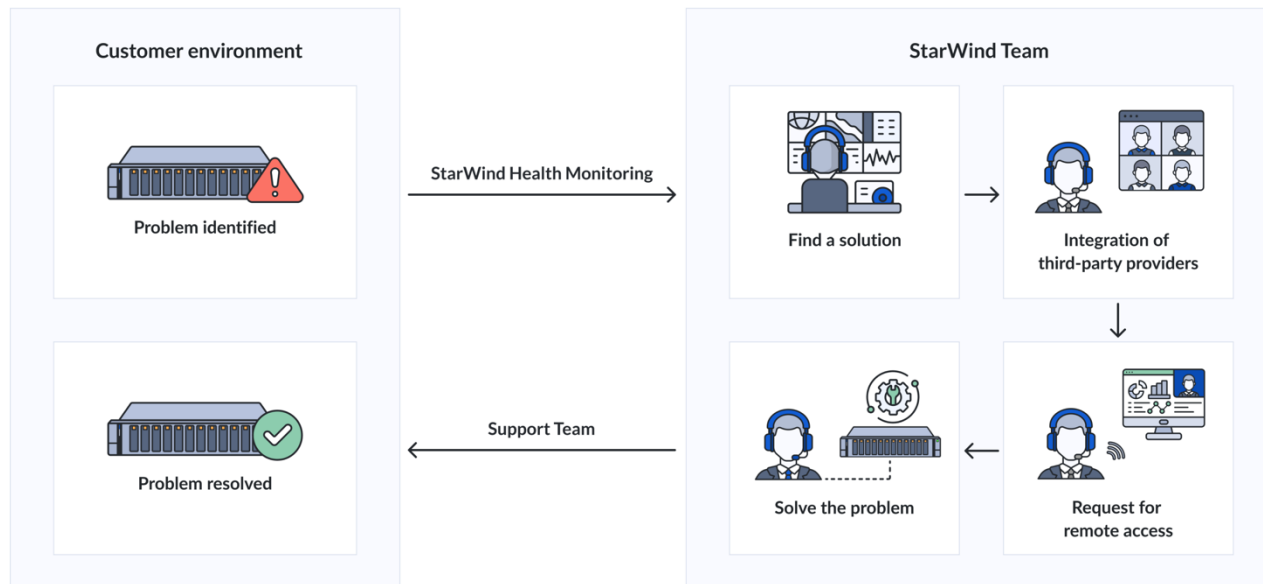 Customer environment
StarWind Team
Problem identified
StarWind Health Monitoring
Find a solution
Integration of
third-party providers
Problem resolved
Support Team
Solve the problem
Request for
remote access